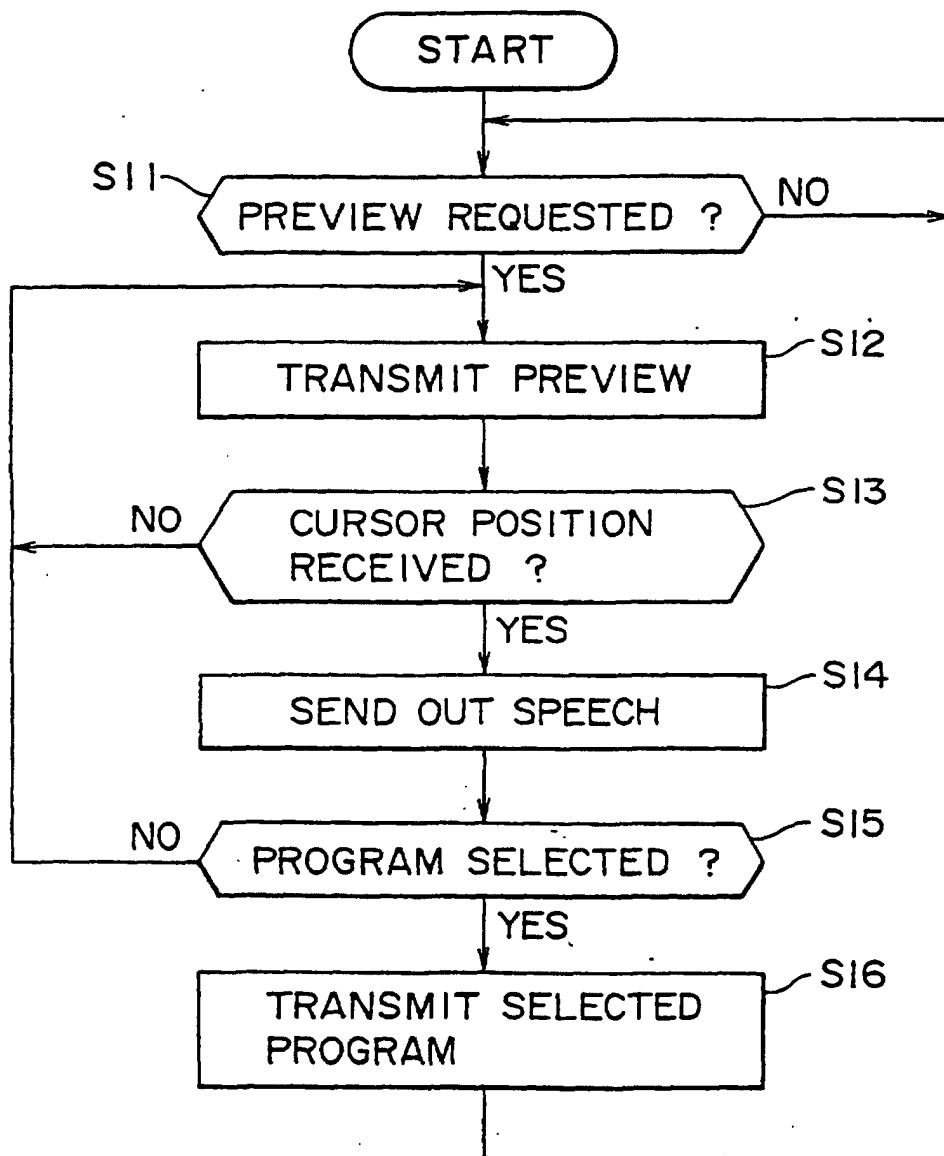 START
S11
PREVIEW REQUESTED ?
NO
YES
S12
TRANSMIT PREVIEW
S13
NO
CURSOR POSITION
RECEIVED ?
YES
S14
SEND OUT SPEECH
S15
NO
PROGRAM SELECTED ?
YES
S16
TRANSMIT SELECTED
PROGRAM